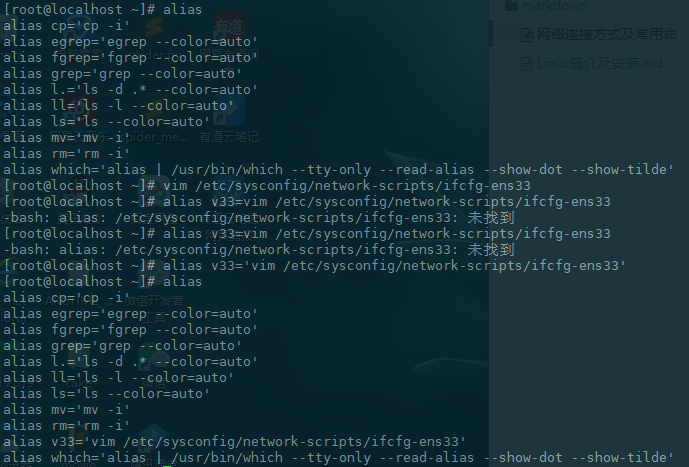 [root@localhost ~]# alias
alias cp='cp -i'
alias egrep='egrep --color=auto'
alias fgrep='fgrep --color=auto'
alias grep='grep --color=auto'
alias l.='ls -d .* --color=auto'
alias ll='ls -l --color=auto'
alias ls='ls --color=auto'
alias mv='mv -i'
alias rm='rm -i'
alias which='alias | /usr/bin/which --tty-only --read-alias --show-dot --show-tilde'
[root@localhost ~]# vim /etc/sysconfig/network-scripts/ifcfg-ens33
[root@localhost ~]# alias v33=vim /etc/sysconfig/network-scripts/ifcfg-ens33
-bash: alias: /etc/sysconfig/network-scripts/ifcfg-ens33: 未找到
[root@localhost ~]# alias v33=vim /etc/sysconfig/network-scripts/ifcfg-ens33
-bash: alias: /etc/sysconfig/network-scripts/ifcfg-ens33: 未找到
[root@localhost ~]# alias v33='vim /etc/sysconfig/network-scripts/ifcfg-ens33'
[root@localhost ~]# alias
alias cp='cp -i'
alias egrep='egrep --color=auto'
alias fgrep='fgrep --color=auto'
alias grep='grep --color=auto'
alias l.='ls -d .* --color=auto'
alias ll='ls -l --color=auto'
alias ls='ls --color=auto'
alias mv='mv -i'
alias rm='rm -i'
alias v33='vim /etc/sysconfig/network-scripts/ifcfg-ens33'
alias which='alias | /usr/bin/which --tty-only --read-alias --show-dot --show-tilde'
markdown
网络连接方式及常用命
Linux简介及安装.md
有道云笔记
微信开发者
工具